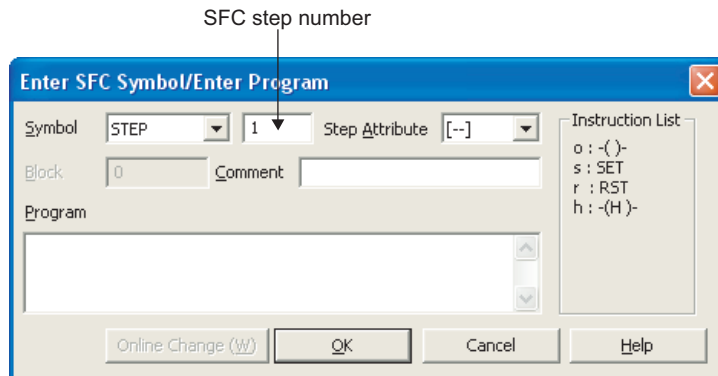 SFC step number
Enter SFC Symbol/Enter Program
Symbol STEP 1 Step Attribute [--]
Instruction List
o : -( )-
s : SET
r : RST
h : -(H )-
Block 0 Comment
Program
Online Change (W) OK Cancel Help